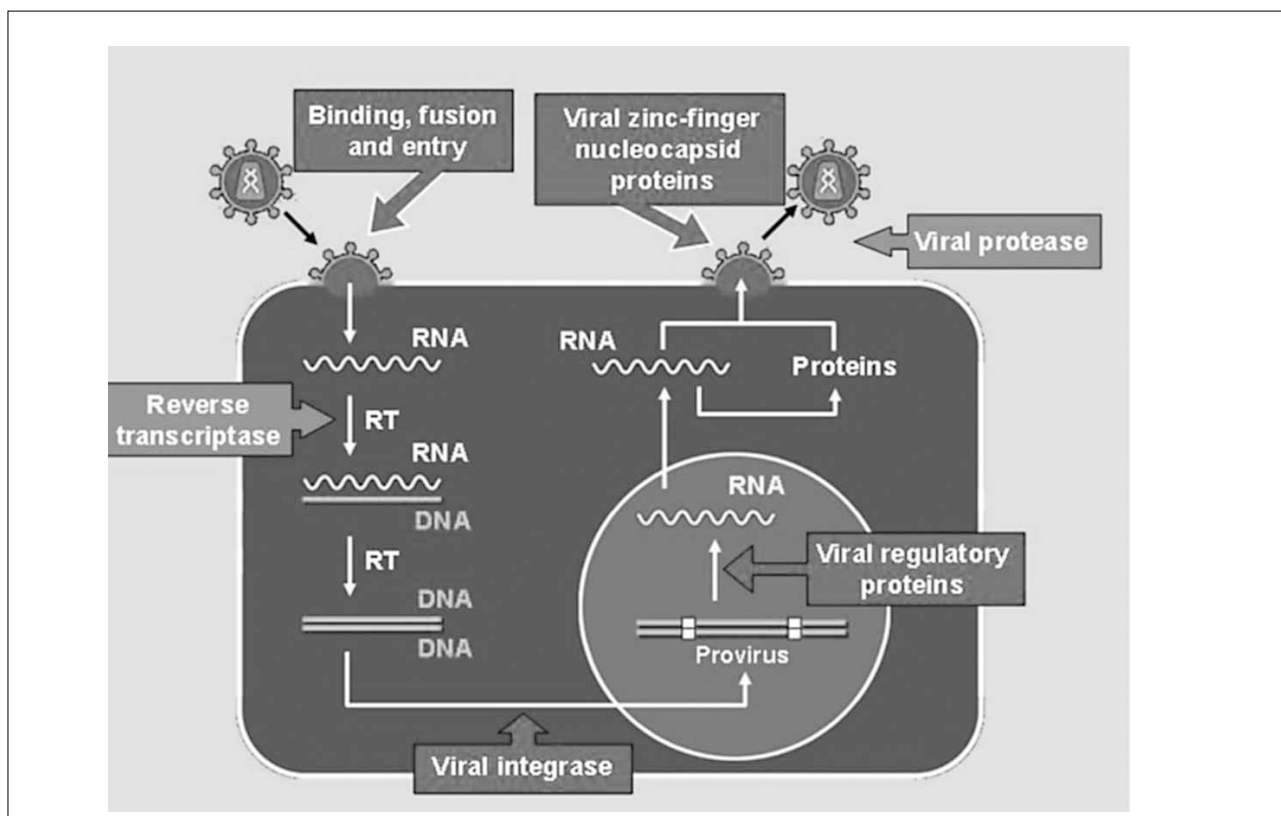 Binding, fusion
and entry
Viral zinc-finger
nucleocapsid
proteins
Viral protease
RNA
Reverse
transcriptase
RT
RNA
DNA
RT
DNA
DNA
Viral integrase
RNA
Proteins
RNA
Viral regulatory
proteins
Provirus